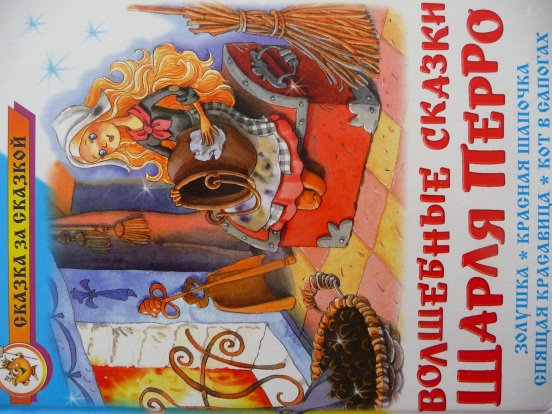 СКАЗКА ЗА СКАЗКОЙ
ВОЛШЕБНЫЕ СКАЗКИ
ШАРЛЯ ПЕРРО
ЗОЛУШКА * КРАСНАЯ ШАПОЧКА
СПЯЩАЯ КРАСАВИЦА * КОТ В САПОГАХ